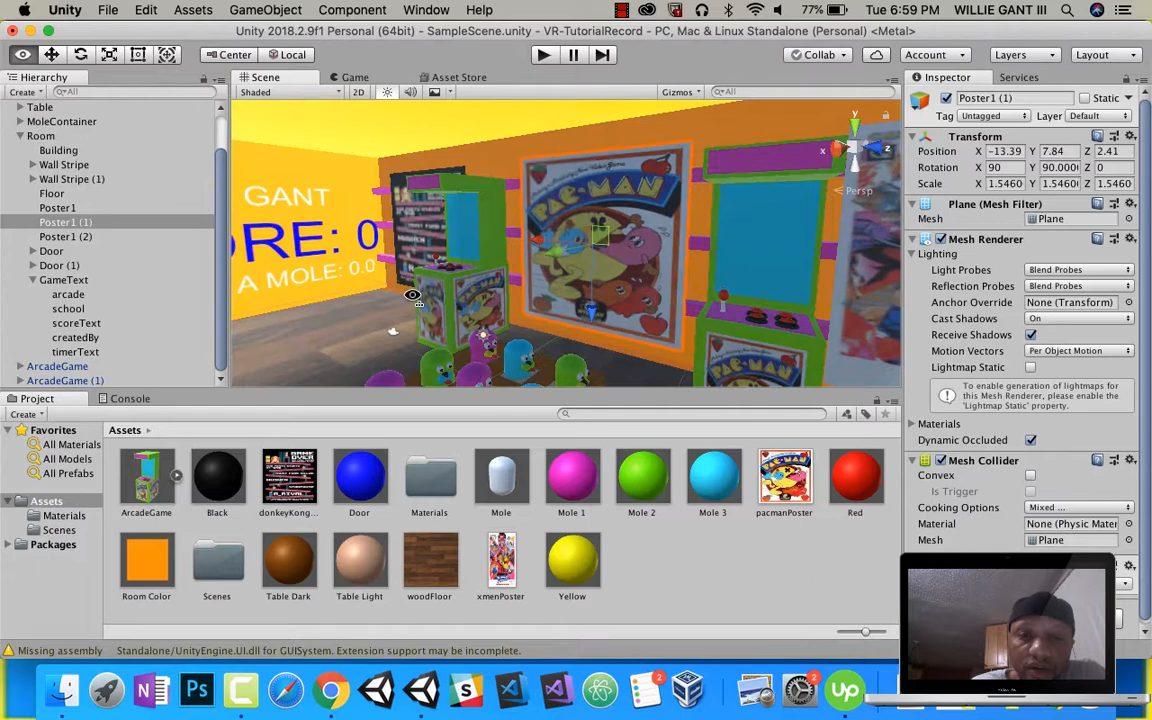 Unity File Edit Assets GameObject Component Window Help 77% Tue 6:59 PM WILLIE GANT III
Unity 2018.2.9f1 Personal (64bit) - SampleScene.unity - VR-TutorialRecord - PC, Mac & Linux Standalone (Personal) <Metal>
Center Local Collab Account Layers Layout
Hierarchy Scene Game Asset Store Inspector Services
Create All Shaded 2D Gizmos All
Table
MoleContainer
Room
Building
Wall Stripe
Wall Stripe (1)
Floor
Poster1
Poster1 (1)
Poster1 (2)
Door
Door (1)
GameText
arcade
school
scoreText
createdBy
timerText
ArcadeGame
ArcadeGame (1)
GANT
ORE: 0
A MOLE: 0.0
PAC-MAN
y
x
z
Persp
Poster1 (1) Static
Tag Untagged Layer Default
Transform
Position X -13.39 Y 7.84 Z 2.41
Rotation X 90 Y 90.000 Z 0
Scale X 1.5460 Y 1.5460 Z 1.5460
Plane (Mesh Filter)
Mesh Plane
Mesh Renderer
Lighting
Light Probes Blend Probes
Reflection Probes Blend Probes
Anchor Override None (Transform)
Cast Shadows On
Receive Shadows
Motion Vectors Per Object Motion
Lightmap Static
To enable generation of lightmaps for
this Mesh Renderer, please enable the
'Lightmap Static' property.
Materials
Dynamic Occluded
Mesh Collider
Convex
Is Trigger
Cooking Options Mixed ...
Material None (Physic Mater
Mesh Plane
Project Console
Create
Favorites
All Materials
All Models
All Prefabs
Assets
Materials
Scenes
Packages
Assets
ArcadeGame Black donkeyKong... Door Materials Mole Mole 1 Mole 2 Mole 3 pacmanPoster Red
Room Color Scenes Table Dark Table Light woodFloor xmenPoster Yellow
Missing assembly Standalone/UnityEngine.UI.dll for GUISystem. Extension support may be incomplete.
N Ps C S 2 2 Up